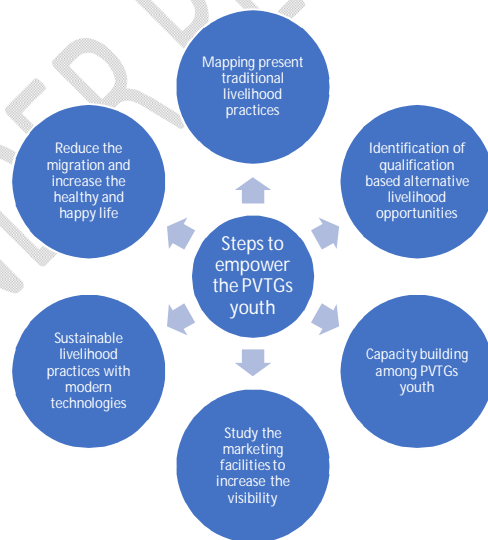 Mapping present
traditional
livelihood
practices
Identification of
qualification
based alternative
livelihood
opportunities
Capacity building
among PVTGs
youth
Study the
marketing
facilities to
increase the
visibility
Sustainable
livelihood
practices with
modern
technologies
Reduce the
migration and
increase the
healthy and
happy life
Steps to
empower
the PVTGs
youth